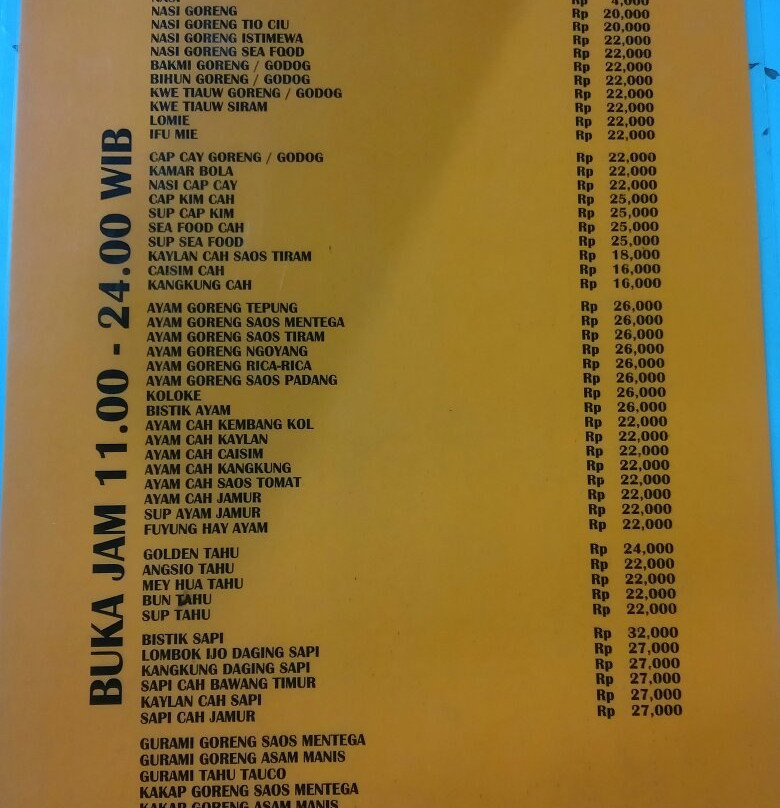 NASI Rp 4,000
NASI GORENG Rp 20,000
NASI GORENG TIO CIU Rp 20,000
NASI GORENG ISTIMEWA Rp 22,000
NASI GORENG SEA FOOD Rp 22,000
BAKMI GORENG / GODOG Rp 22,000
BIHUN GORENG / GODOG Rp 22,000
KWE TIAUW GORENG / GODOG Rp 22,000
KWE TIAUW SIRAM Rp 22,000
LOMIE Rp 22,000
IFU MIE Rp 22,000
CAP CAY GORENG / GODOG Rp 22,000
KAMAR BOLA Rp 22,000
NASI CAP CAY Rp 22,000
CAP KIM CAH Rp 25,000
SUP CAP KIM Rp 25,000
SEA FOOD CAH Rp 25,000
SUP SEA FOOD Rp 25,000
KAYLAN CAH SAOS TIRAM Rp 18,000
CAISIM CAH Rp 16,000
KANGKUNG CAH Rp 16,000
AYAM GORENG TEPUNG Rp 26,000
AYAM GORENG SAOS MENTEGA Rp 26,000
AYAM GORENG SAOS TIRAM Rp 26,000
AYAM GORENG NGOYANG Rp 26,000
AYAM GORENG RICA-RICA Rp 26,000
AYAM GORENG SAOS PADANG Rp 26,000
KOLOKE Rp 26,000
BISTIK AYAM Rp 26,000
AYAM CAH KEMBANG KOL Rp 22,000
AYAM CAH KAYLAN Rp 22,000
AYAM CAH CAISIM Rp 22,000
AYAM CAH KANGKUNG Rp 22,000
AYAM CAH SAOS TOMAT Rp 22,000
AYAM CAH JAMUR Rp 22,000
SUP AYAM JAMUR Rp 22,000
FUYUNG HAY AYAM Rp 22,000
GOLDEN TAHU Rp 24,000
ANGSIO TAHU Rp 22,000
MEY HUA TAHU Rp 22,000
BUN TAHU Rp 22,000
SUP TAHU Rp 22,000
BISTIK SAPI Rp 32,000
LOMBOK IJO DAGING SAPI Rp 27,000
KANGKUNG DAGING SAPI Rp 27,000
SAPI CAH BAWANG TIMUR Rp 27,000
KAYLAN CAH SAPI Rp 27,000
SAPI CAH JAMUR Rp 27,000
GURAMI GORENG SAOS MENTEGA
GURAMI GORENG ASAM MANIS
GURAMI TAHU TAUCO
KAKAP GORENG SAOS MENTEGA
KAKAP GORENG ASAM MANIS
BUKA JAM 11.00 - 24.00 WIB